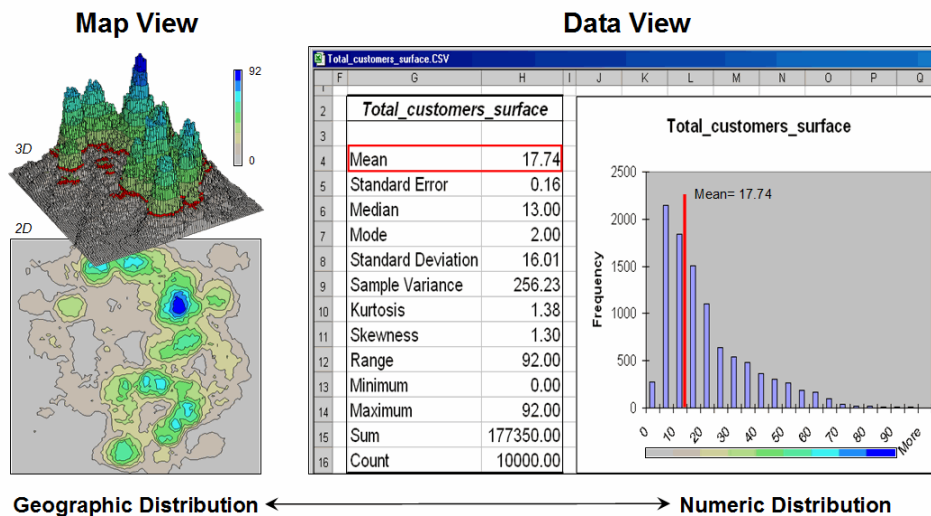 Map View
Data View
92
0
3D
2D
Total_customers_surface.CSV
F G H I J K L M N O P Q
2 Total_customers_surface
3
4 Mean 17.74
5 Standard Error 0.16
6 Median 13.00
7 Mode 2.00
8 Standard Deviation 16.01
9 Sample Variance 256.23
10 Kurtosis 1.38
11 Skewness 1.30
12 Range 92.00
13 Minimum 0.00
14 Maximum 92.00
15 Sum 177350.00
16 Count 10000.00
Total_customers_surface
Mean= 17.74
Frequency
2500
2000
1500
1000
500
0
0 10 20 30 40 50 60 70 80 90 More
Geographic Distribution
Numeric Distribution